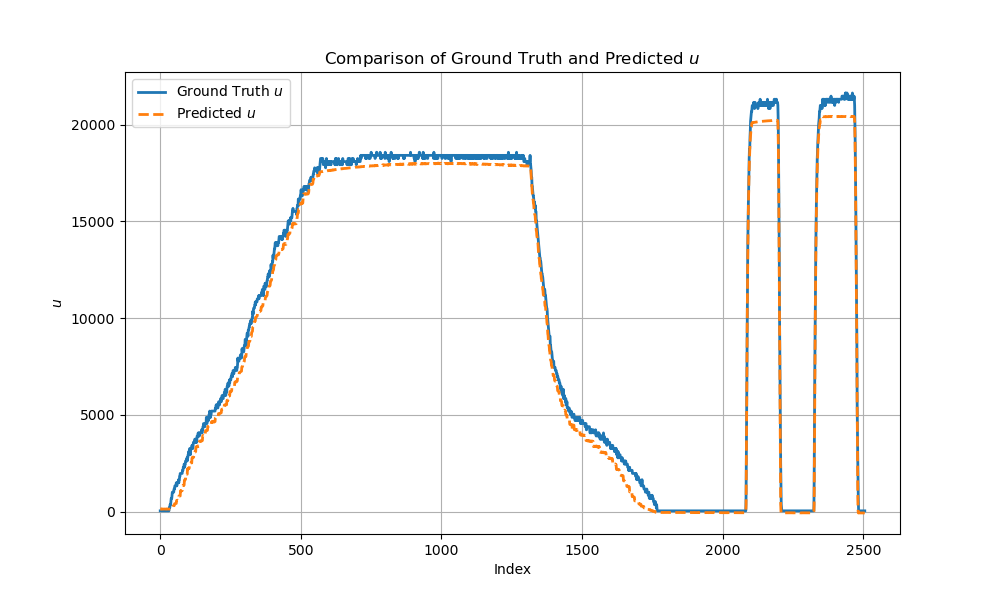 Comparison of Ground Truth and Predicted u
Ground Truth u
Predicted u
u
20000
15000
10000
5000
0
0 500 1000 1500 2000 2500
Index